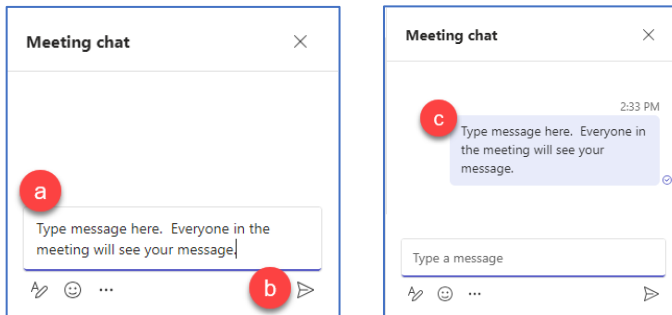 Meeting chat
a
Type message here.  Everyone in the
meeting will see your message.
b
Meeting chat
2:33 PM
c
Type message here.  Everyone in
the meeting will see your
message.
Type a message